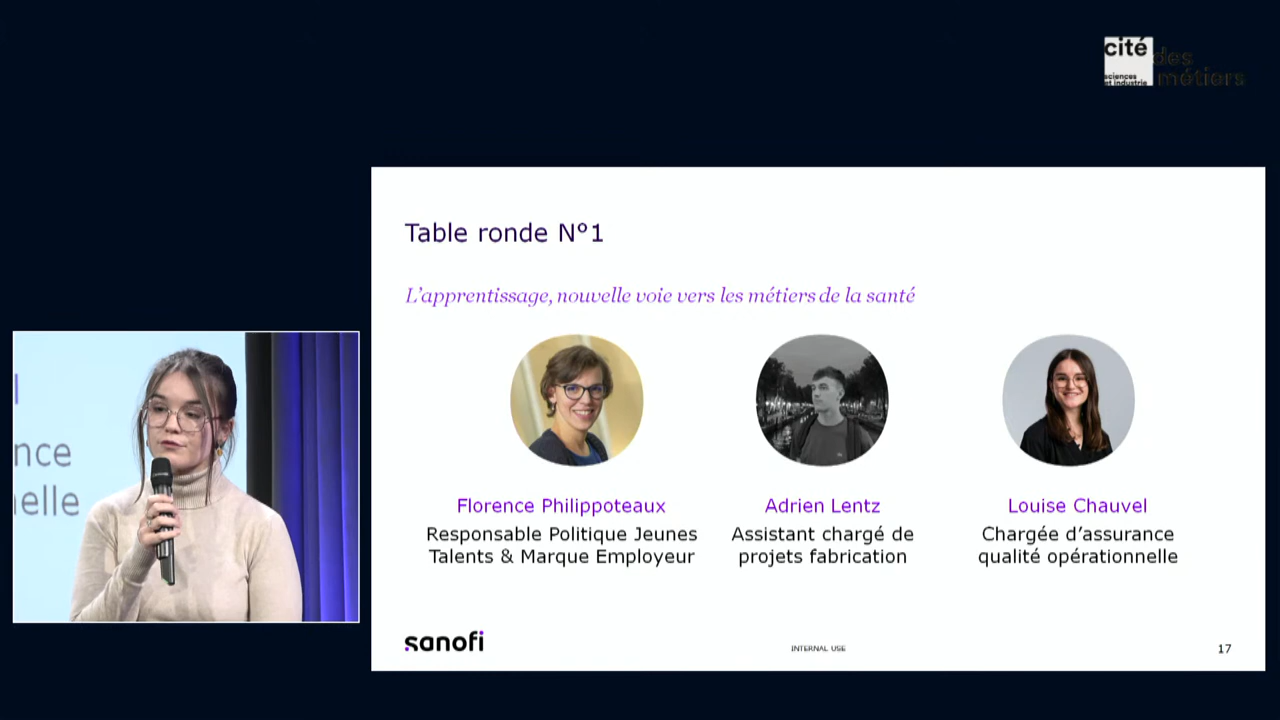 cité
des
métiers
sciences
et industrie
Table ronde N°1
L'apprentissage, nouvelle voie vers les métiers de la santé
nce
elle
Florence Philippoteaux
Responsable Politique Jeunes
Talents & Marque Employeur
Adrien Lentz
Assistant chargé de
projets fabrication
Louise Chauvel
Chargée d'assurance
qualité opérationnelle
sanofi
INTERNAL USE
17